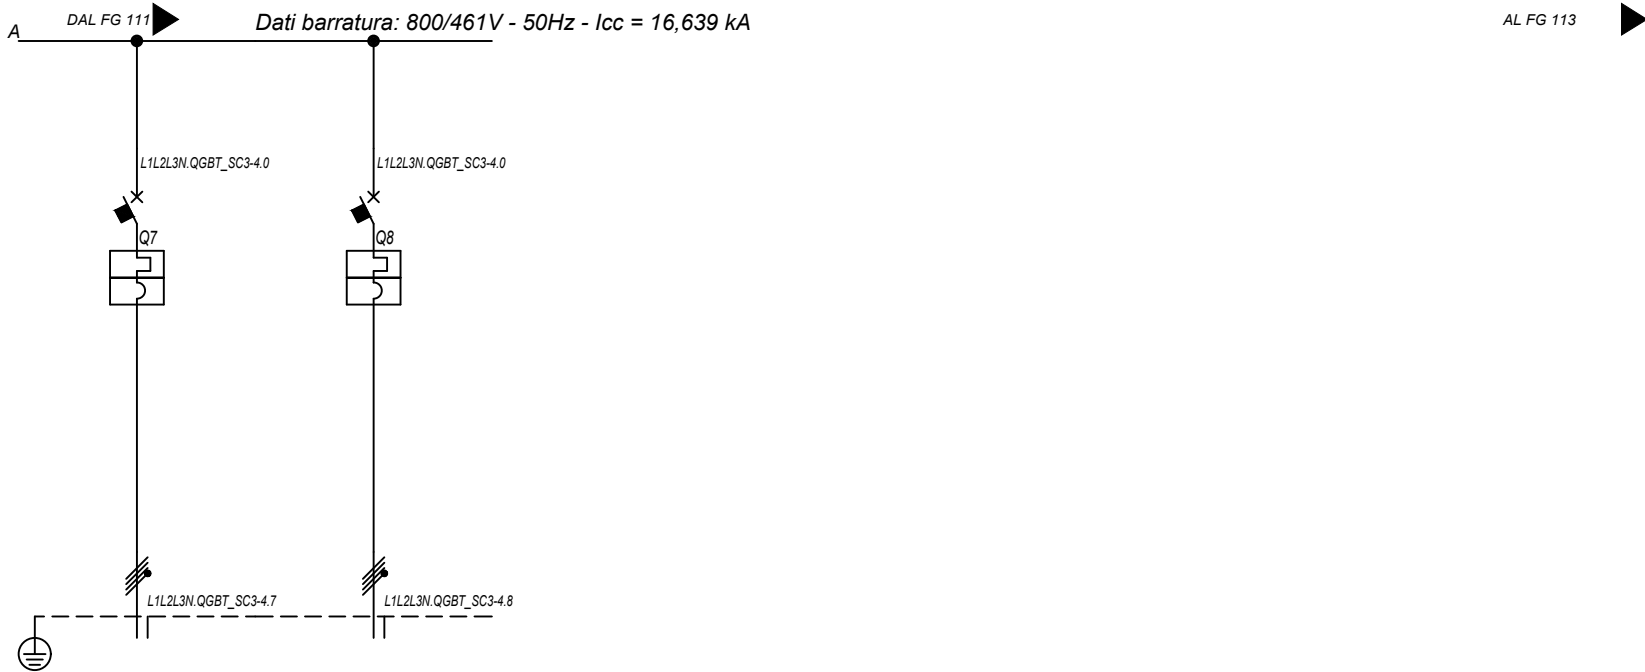 DAL FG 111
Dati barratura: 800/461V - 50Hz - Icc = 16,639 kA
AL FG 113
A
L1L2L3N.QGBT_SC3-4.0
L1L2L3N.QGBT_SC3-4.0
Q7
Q8
L1L2L3N.QGBT_SC3-4.7
L1L2L3N.QGBT_SC3-4.8